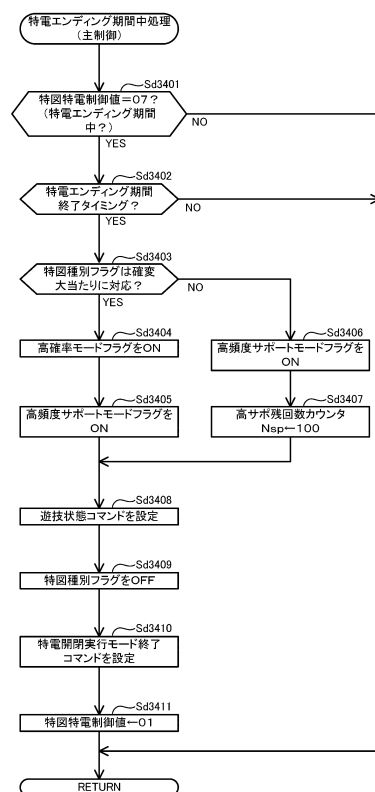 特電エンディング期間中処理
(主制御)
Sd3401
特図特電制御値＝07？
(特電エンディング期間
中？)
NO
YES
Sd3402
特電エンディング期間
終了タイミング？
NO
YES
Sd3403
特図種別フラグは確変
大当たりに対応？
NO
YES
Sd3404
高確率モードフラグをON
Sd3406
高頻度サポートモードフラグを
ON
Sd3405
高頻度サポートモードフラグを
ON
Sd3407
高サポ残回数カウンタ
Nsp←100
Sd3408
遊技状態コマンドを設定
Sd3409
特図種別フラグをOFF
Sd3410
特電開閉実行モード終了
コマンドを設定
Sd3411
特図特電制御値←01
RETURN